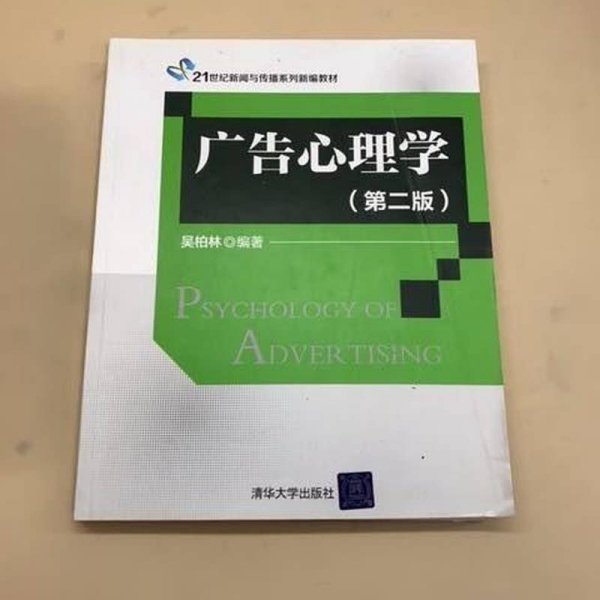 21世纪新闻与传播系列新编教材
广告心理学
（第二版）
吴柏林◎编著
PSYCHOLOGY OF
ADVERTISING
清华大学出版社